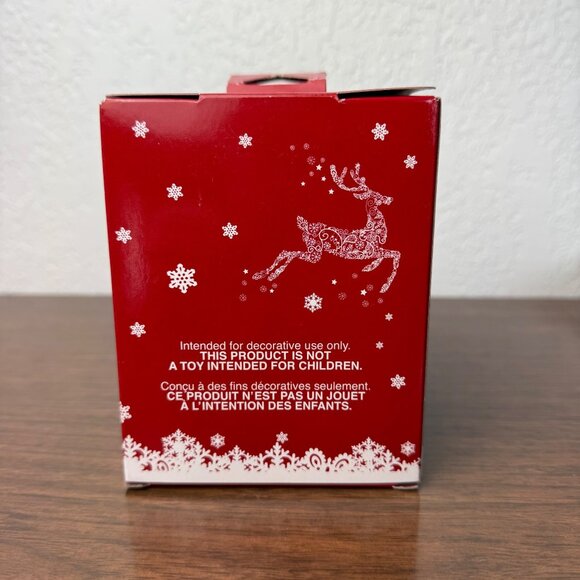 Intended for decorative use only.
THIS PRODUCT IS NOT
A TOY INTENDED FOR CHILDREN.
Conçu à des fins décoratives seulement.
CE PRODUIT N'EST PAS UN JOUET
À L'INTENTION DES ENFANTS.